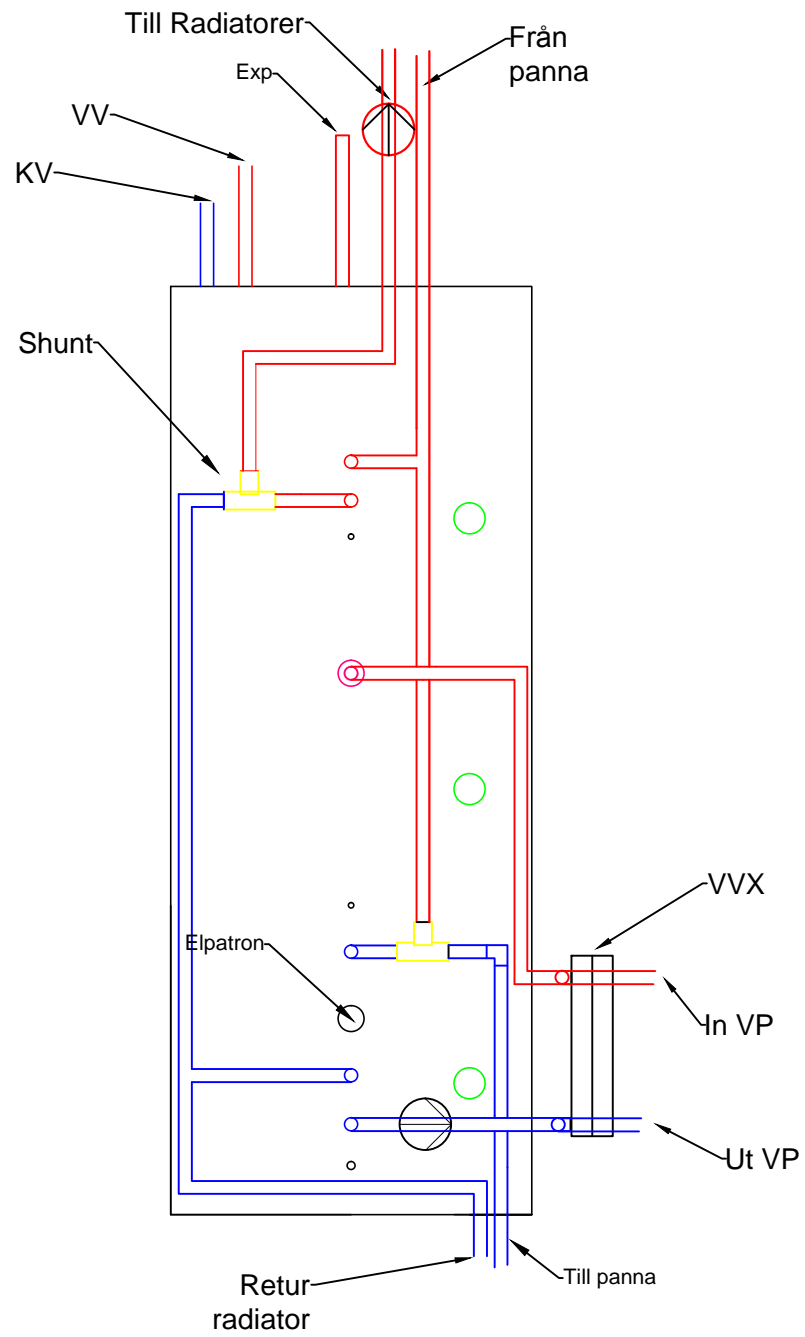 Till Radiatorer
Från
panna
Exp
VV
KV
Shunt
VVX
Elpatron
In VP
Ut VP
Till panna
Retur
radiator